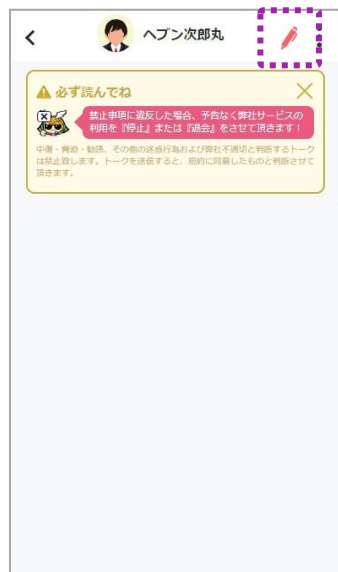 ヘブン次郎丸
必ず読んでね
禁止事項に違反した場合、予告なく弊社サービスの
利用を『停止』または『退会』をさせて頂きます！
中傷・脅迫・勧誘、その他の迷惑行為および弊社不適切と判断するトーク
は禁止致します。トークを送信すると、規約に同意したものと判断させて
頂きます。